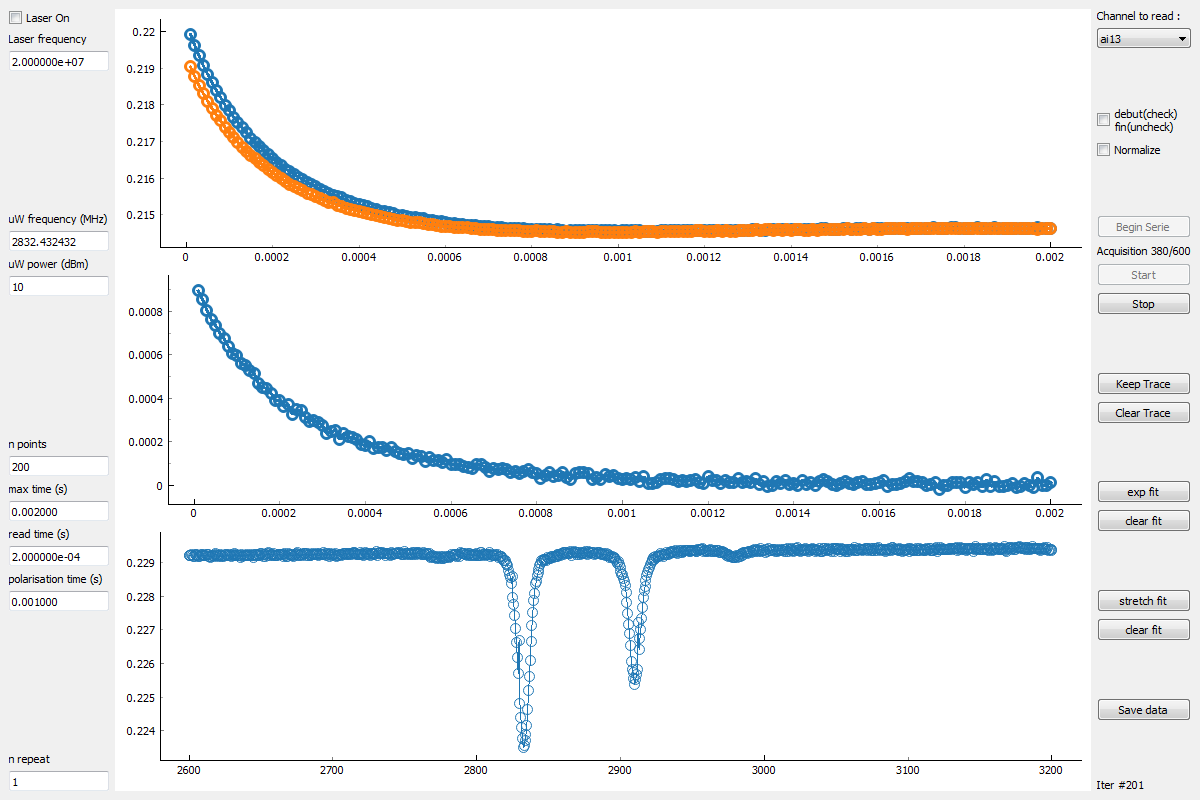 Laser On
Laser frequency
2.000000e+07
uW frequency (MHz)
2832.432432
uW power (dBm)
10
n points
200
max time (s)
0.002000
read time (s)
2.000000e-04
polarisation time (s)
0.001000
n repeat
1
0.22
0.219
0.218
0.217
0.216
0.215
0 0.0002 0.0004 0.0006 0.0008 0.001 0.0012 0.0014 0.0016 0.0018 0.002
0.0008
0.0006
0.0004
0.0002
0
0 0.0002 0.0004 0.0006 0.0008 0.001 0.0012 0.0014 0.0016 0.0018 0.002
0.229
0.228
0.227
0.226
0.225
0.224
2600 2700 2800 2900 3000 3100 3200
Channel to read :
ai13
debut(check)
fin(uncheck)
Normalize
Begin Serie
Acquisition 380/600
Start
Stop
Keep Trace
Clear Trace
exp fit
clear fit
stretch fit
clear fit
Save data
Iter #201